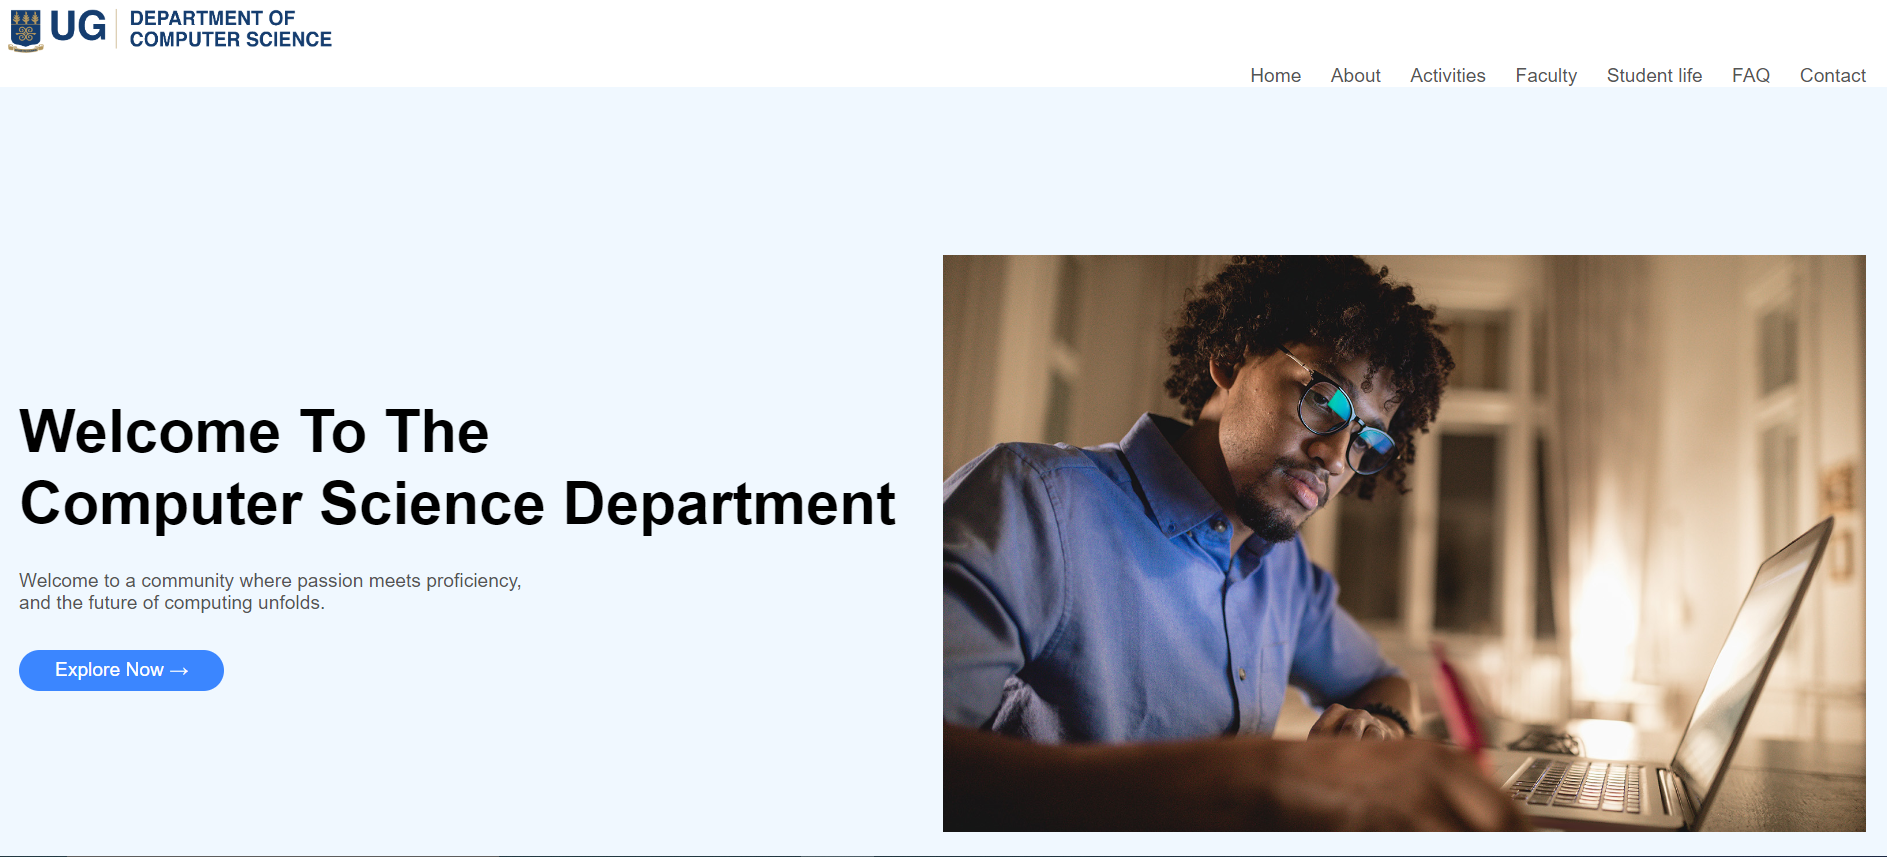 UG
DEPARTMENT OF
COMPUTER SCIENCE
Home About Activities Faculty Student life FAQ Contact
Welcome To The
Computer Science Department
Welcome to a community where passion meets proficiency,
and the future of computing unfolds.
Explore Now →